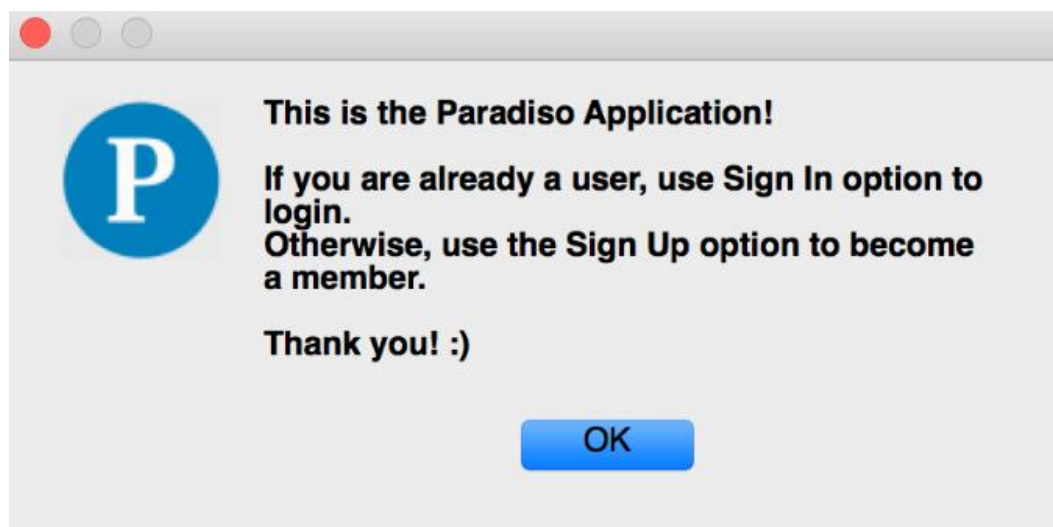 P
This is the Paradiso Application!
If you are already a user, use Sign In option to
login.
Otherwise, use the Sign Up option to become
a member.
Thank you! :)
OK